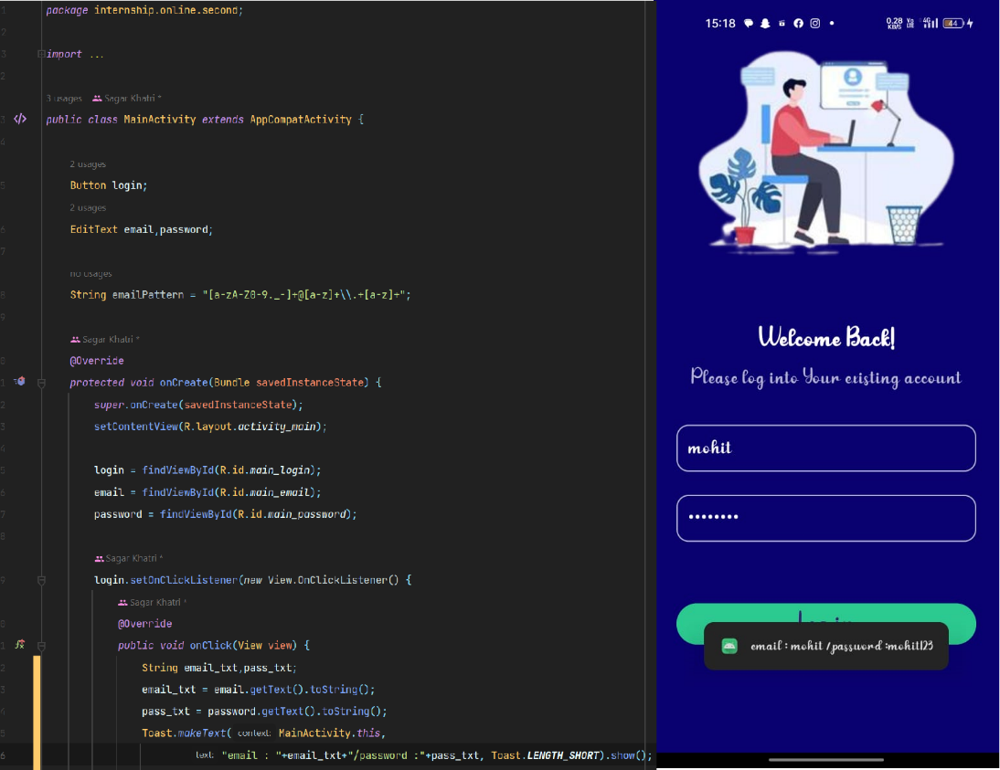 package internship.online.second;
import ...
3 usages Sagar Khatri *
public class MainActivity extends AppCompatActivity {
2 usages
Button login;
2 usages
EditText email,password;
no usages
String emailPattern = "[a-zA-Z0-9._-]+@[a-z]+\\.+[a-z]+";
Sagar Khatri *
@Override
protected void onCreate(Bundle savedInstanceState) {
super.onCreate(savedInstanceState);
setContentView(R.layout.activity_main);
login = findViewById(R.id.main_login);
email = findViewById(R.id.main_email);
password = findViewById(R.id.main_password);
Sagar Khatri *
login.setOnClickListener(new View.OnClickListener() {
Sagar Khatri *
@Override
public void onClick(View view) {
String email_txt,pass_txt;
email_txt = email.getText().toString();
pass_txt = password.getText().toString();
Toast.makeText( context: MainActivity.this,
text: "email : "+email_txt+"/password :"+pass_txt, Toast.LENGTH_SHORT).show();
15:18 0.28 KB/S Vo LTE 4G 44
Welcome Back!
Please log into Your existing account
mohit
••••••••
email : mohit /password :mohit123